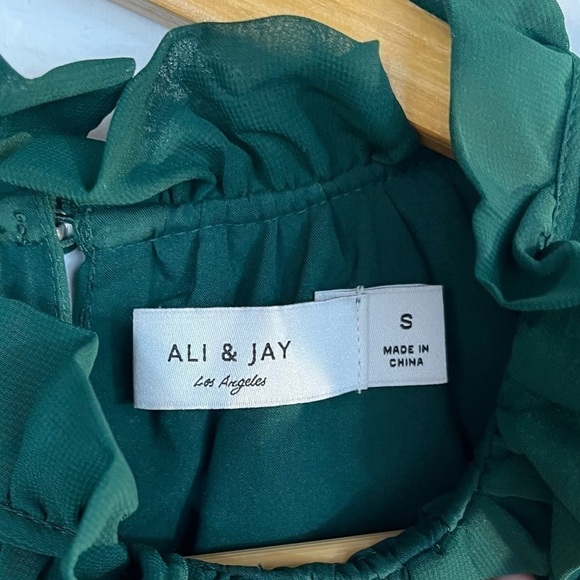 ALI & JAY
Los Angeles
S
MADE IN
CHINA